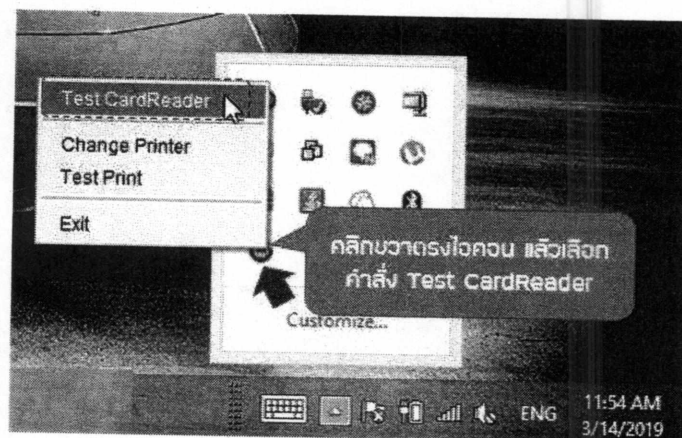 Test CardReader
Change Printer
Test Print
Exit
คลิกขวาตรงไอคอน แล้วเลือก
คำสั่ง Test CardReader
Customize...
ENG
11:54 AM
3/14/2019